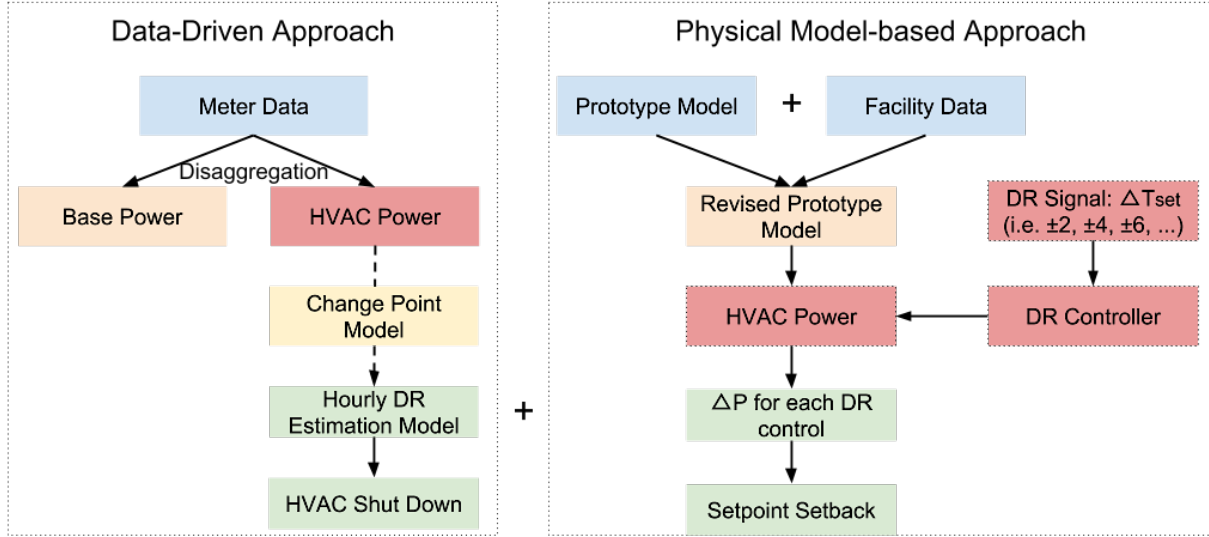 Data-Driven Approach
Meter Data
Disaggregation
Base Power
HVAC Power
Change Point
Model
Hourly DR
Estimation Model
HVAC Shut Down
+
Physical Model-based Approach
Prototype Model
+
Facility Data
Revised Prototype
Model
DR Signal: △Tset
(i.e. ±2, ±4, ±6, ...)
HVAC Power
DR Controller
△P for each DR
control
Setpoint Setback